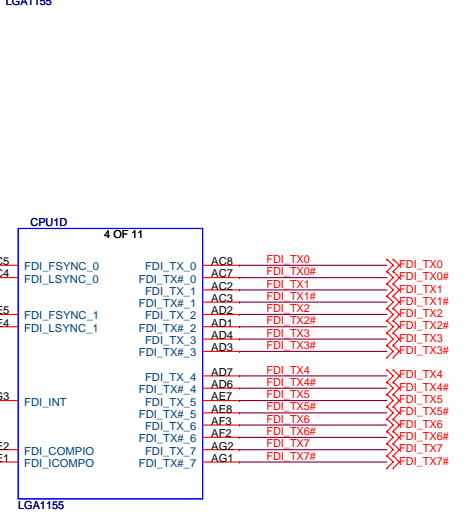 LGA1155
CPU1D
4 OF 11
C5 FDI_FSYNC_0 FDI_TX_0 AC8 FDI_TX0 FDI_TX0
C4 FDI_LSYNC_0 FDI_TX#_0 AC7 FDI_TX0# FDI_TX0#
FDI_TX_1 AC2 FDI_TX1 FDI_TX1
FDI_TX#_1 AC3 FDI_TX1# FDI_TX1#
E5 FDI_FSYNC_1 FDI_TX_2 AD2 FDI_TX2 FDI_TX2
E4 FDI_LSYNC_1 FDI_TX#_2 AD1 FDI_TX2# FDI_TX2#
FDI_TX_3 AD4 FDI_TX3 FDI_TX3
FDI_TX#_3 AD3 FDI_TX3# FDI_TX3#
FDI_TX_4 AD7 FDI_TX4 FDI_TX4
FDI_TX#_4 AD6 FDI_TX4# FDI_TX4#
G3 FDI_INT FDI_TX_5 AE7 FDI_TX5 FDI_TX5
FDI_TX#_5 AE8 FDI_TX5# FDI_TX5#
FDI_TX_6 AF3 FDI_TX6 FDI_TX6
FDI_TX#_6 AF2 FDI_TX6# FDI_TX6#
E2 FDI_COMPIO FDI_TX_7 AG2 FDI_TX7 FDI_TX7
E1 FDI_ICOMPO FDI_TX#_7 AG1 FDI_TX7# FDI_TX7#
LGA1155